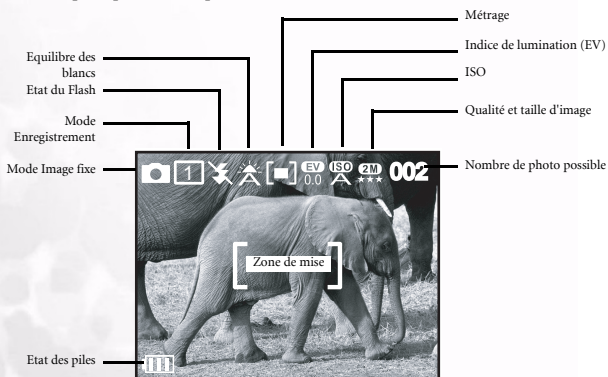 Métrage
Indice de lumination (EV)
ISO
Qualité et taille d'image
Nombre de photo possible
Equilibre des
blancs
Etat du Flash
Mode
Enregistrement
Mode Image fixe
1 EV ISO 2M 002
0.0 A ★★★
Zone de mise
Etat des piles